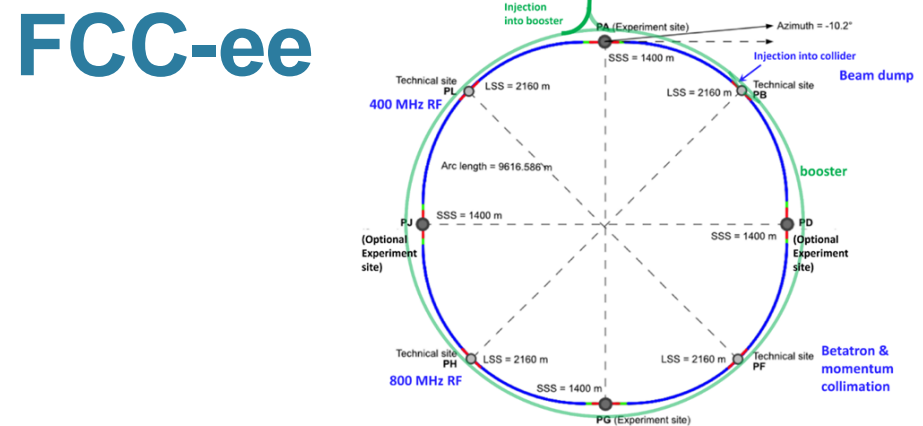 FCC-ee
Injection
into booster
PA (Experiment site)
Azimuth = -10.2°
SSS = 1400 m
Injection into collider
Beam dump
Technical site
PL
LSS = 2160 m
400 MHz RF
LSS = 2160 m
Technical site
PB
Arc length = 9616.586 m
booster
PJ
SSS = 1400 m
(Optional
Experiment
site)
SSS = 1400 m
PD
(Optional
Experiment
site)
Technical site
PH
LSS = 2160 m
800 MHz RF
LSS = 2160 m
Technical site
PF
Betatron &
momentum
collimation
SSS = 1400 m
PG (Experiment site)